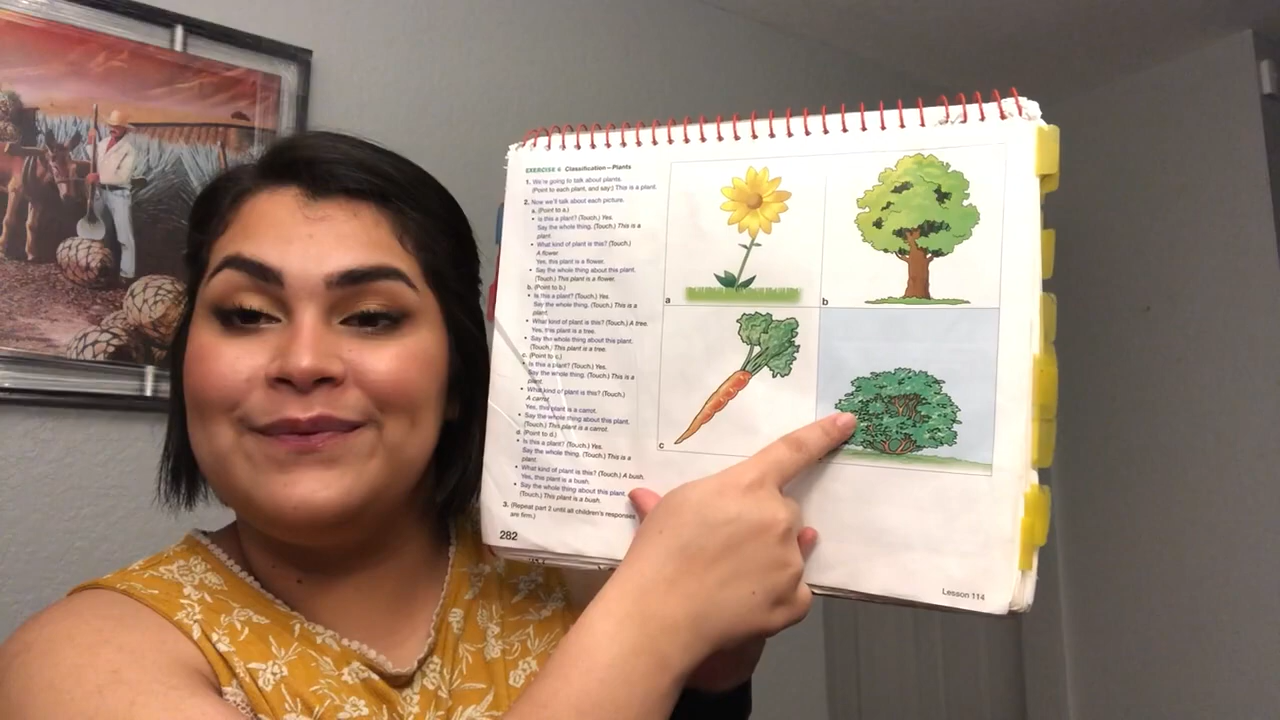 EXERCISE 6 Classification—Plants
1. We're going to talk about plants.
(Point to each plant, and say:) This is a plant.
2. Now we'll talk about each picture.
a. (Point to a.)
• Is this a plant? (Touch.) Yes.
Say the whole thing. (Touch.) This is a
plant.
• What kind of plant is this? (Touch.)
A flower.
Yes, this plant is a flower.
• Say the whole thing about this plant.
(Touch.) This plant is a flower.
b. (Point to b.)
• Is this a plant? (Touch.) Yes.
Say the whole thing. (Touch.) This is a
plant.
• What kind of plant is this? (Touch.) A tree.
Yes, this plant is a tree.
• Say the whole thing about this plant.
(Touch.) This plant is a tree.
c. (Point to c.)
• Is this a plant? (Touch.) Yes.
Say the whole thing. (Touch.) This is a
plant.
• What kind of plant is this? (Touch.)
A carrot.
Yes, this plant is a carrot.
• Say the whole thing about this plant.
(Touch.) This plant is a carrot.
d. (Point to d.)
• Is this a plant? (Touch.) Yes.
Say the whole thing. (Touch.) This is a
plant.
• What kind of plant is this? (Touch.) A bush.
Yes, this plant is a bush.
• Say the whole thing about this plant.
(Touch.) This plant is a bush.
3. (Repeat part 2 until all children's responses
are firm.)
282
a
b
c
Lesson 114